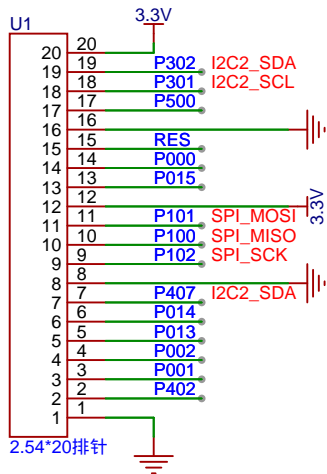 3.3V
U1
20 20
19 19 P302 I2C2_SDA
18 18 P301 I2C2_SCL
17 17 P500
16 16
15 15 RES
14 14 P000
13 13 P015
12 12 3.3V
11 11 P101 SPI_MOSI
10 10 P100 SPI_MISO
9 9 P102 SPI_SCK
8 8
7 7 P407 I2C2_SDA
6 6 P014
5 5 P013
4 4 P002
3 3 P001
2 2 P402
1 1
2.54*20排针